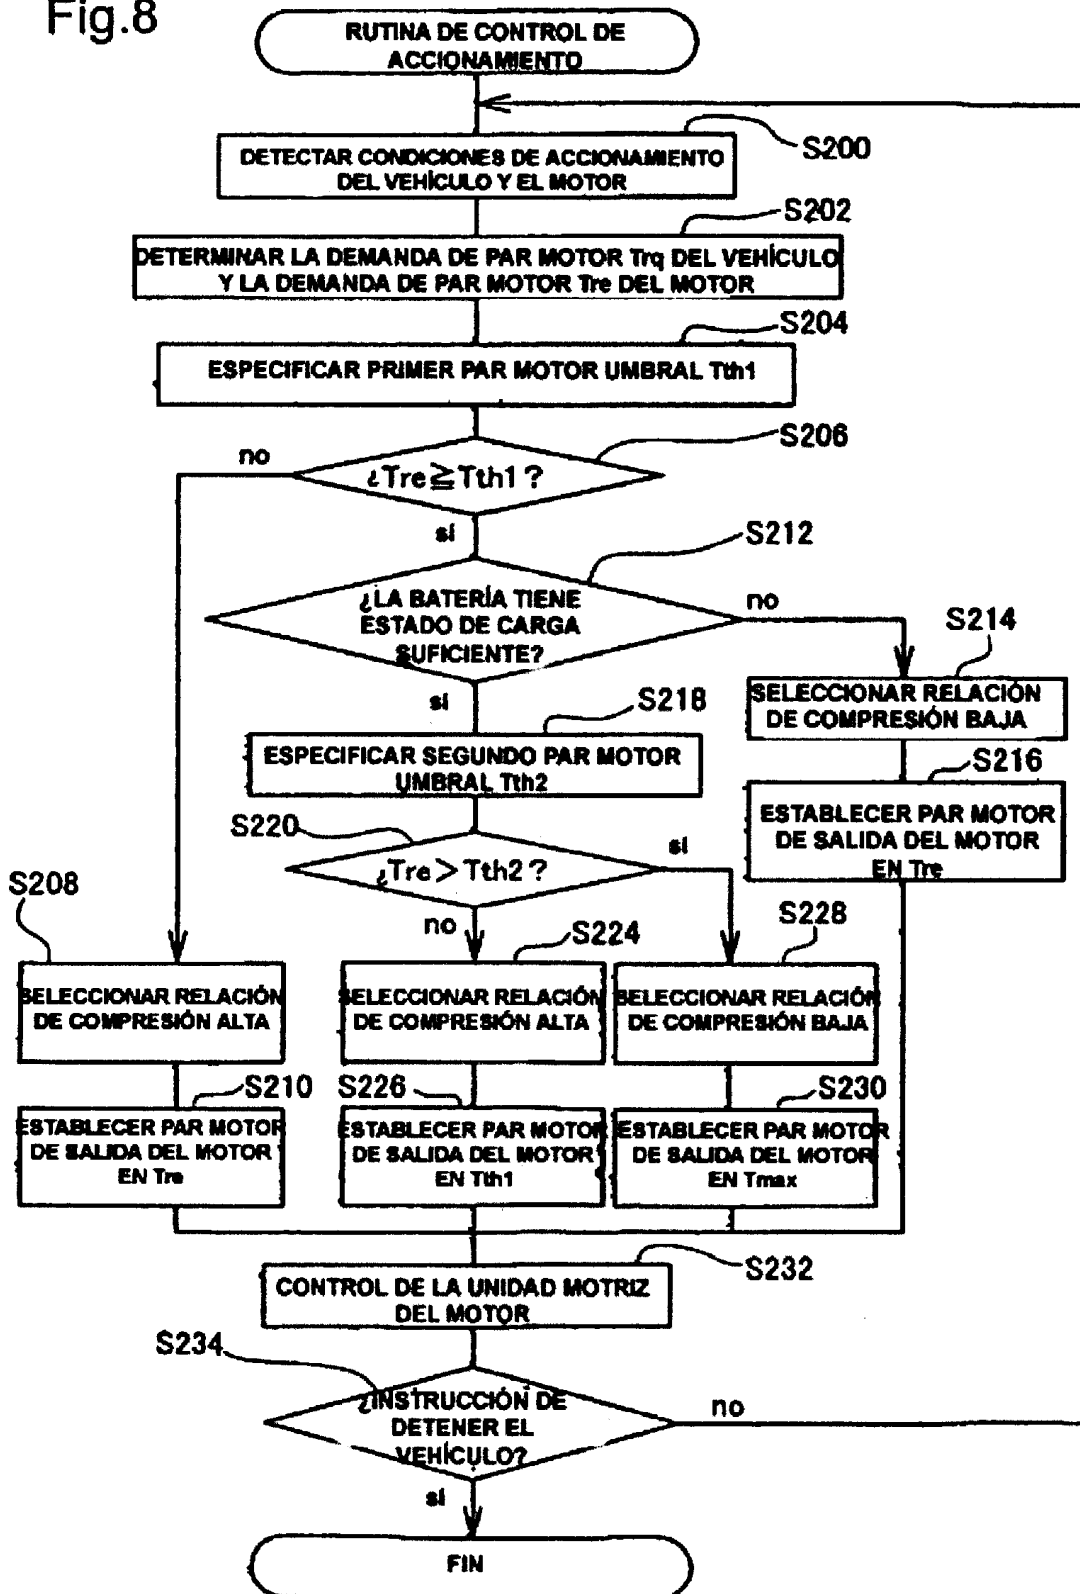 Fig.8
RUTINA DE CONTROL DE
ACCIONAMIENTO
S200
DETECTAR CONDICIONES DE ACCIONAMIENTO
DEL VEHÍCULO Y EL MOTOR
S202
DETERMINAR LA DEMANDA DE PAR MOTOR Trq DEL VEHÍCULO
Y LA DEMANDA DE PAR MOTOR Tre DEL MOTOR
S204
ESPECIFICAR PRIMER PAR MOTOR UMBRAL Tth1
S206
no
¿Tre≧Tth1?
sí
S212
¿LA BATERÍA TIENE
ESTADO DE CARGA
SUFICIENTE?
no
sí
S214
SELECCIONAR RELACIÓN
DE COMPRESIÓN BAJA
S216
ESTABLECER PAR MOTOR
DE SALIDA DEL MOTOR
EN Tre
S218
ESPECIFICAR SEGUNDO PAR MOTOR
UMBRAL Tth2
S220
¿Tre>Tth2?
sí
no
S208
SELECCIONAR RELACIÓN
DE COMPRESIÓN ALTA
S224
SELECCIONAR RELACIÓN
DE COMPRESIÓN ALTA
S228
SELECCIONAR RELACIÓN
DE COMPRESIÓN BAJA
S210
ESTABLECER PAR MOTOR
DE SALIDA DEL MOTOR
EN Tre
S226
ESTABLECER PAR MOTOR
DE SALIDA DEL MOTOR
EN Tth1
S230
ESTABLECER PAR MOTOR
DE SALIDA DEL MOTOR
EN Tmax
S232
CONTROL DE LA UNIDAD MOTRIZ
DEL MOTOR
S234
¿INSTRUCCIÓN DE
DETENER EL
VEHÍCULO?
no
sí
FIN